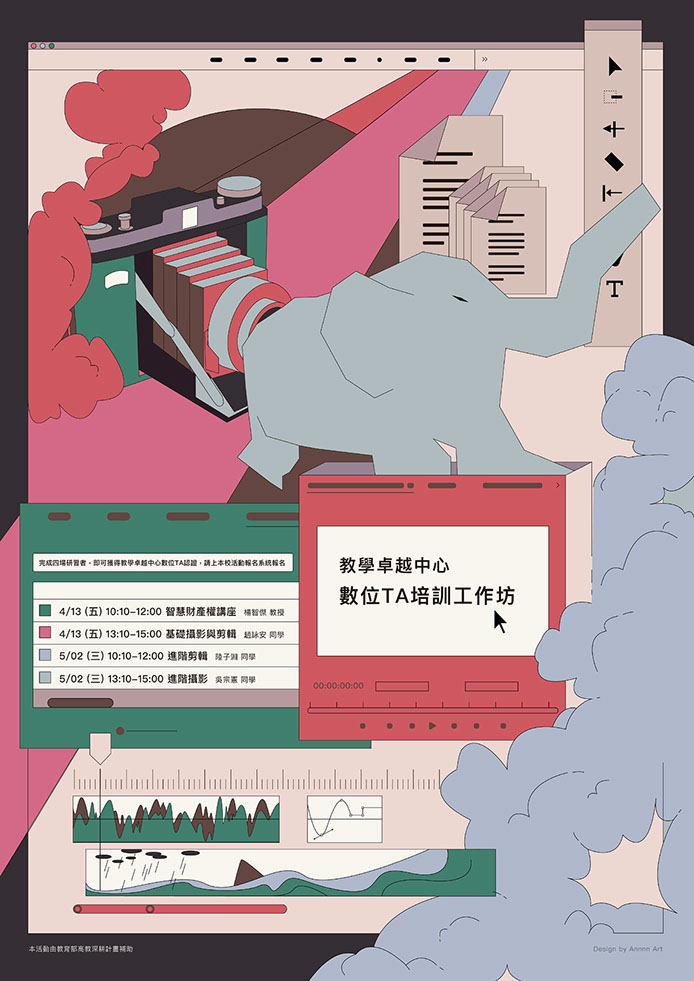 T
完成四場研習者，即可獲得教學卓越中心數位TA認證，請上本校活動報名系統報名
4/13 (五) 10:10–12:00 智慧財產權講座 楊智傑 教授
4/13 (五) 13:10–15:00 基礎攝影與剪輯 趙詠安 同學
5/02 (三) 10:10–12:00 進階剪輯 陸子淵 同學
5/02 (三) 13:10–15:00 進階攝影 吳宗憲 同學
教學卓越中心
數位TA培訓工作坊
00:00:00:00
本活動由教育部高教深耕計畫補助
Design by Annnn Art